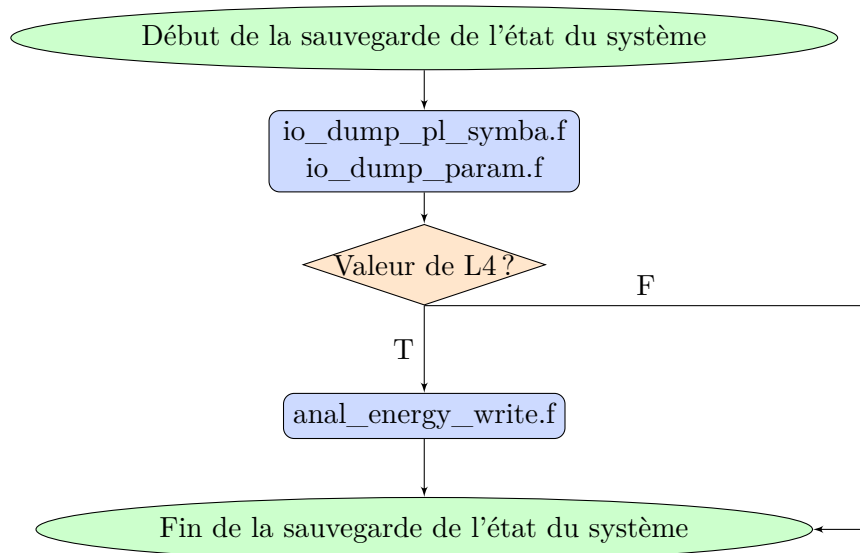 Début de la sauvegarde de l'état du système
io_dump_pl_symba.f
io_dump_param.f
Valeur de L4 ?
F
T
anal_energy_write.f
Fin de la sauvegarde de l'état du système